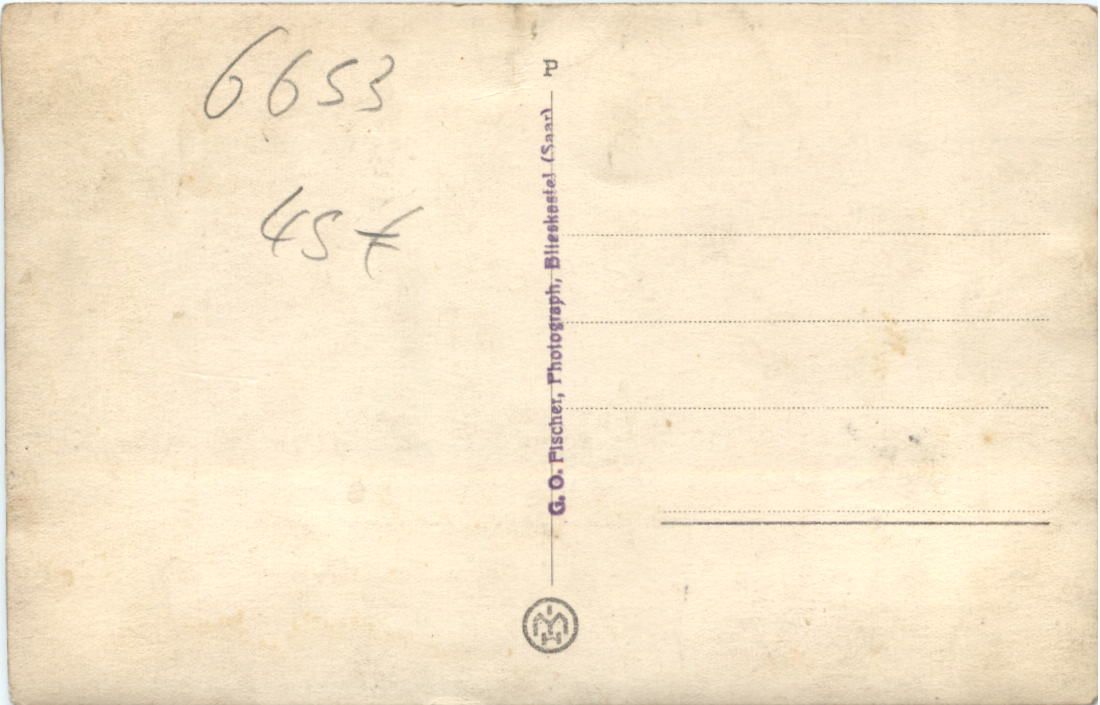 6653
45
P
G. O. Fischer, Photograph, Blieskastel (Saar)